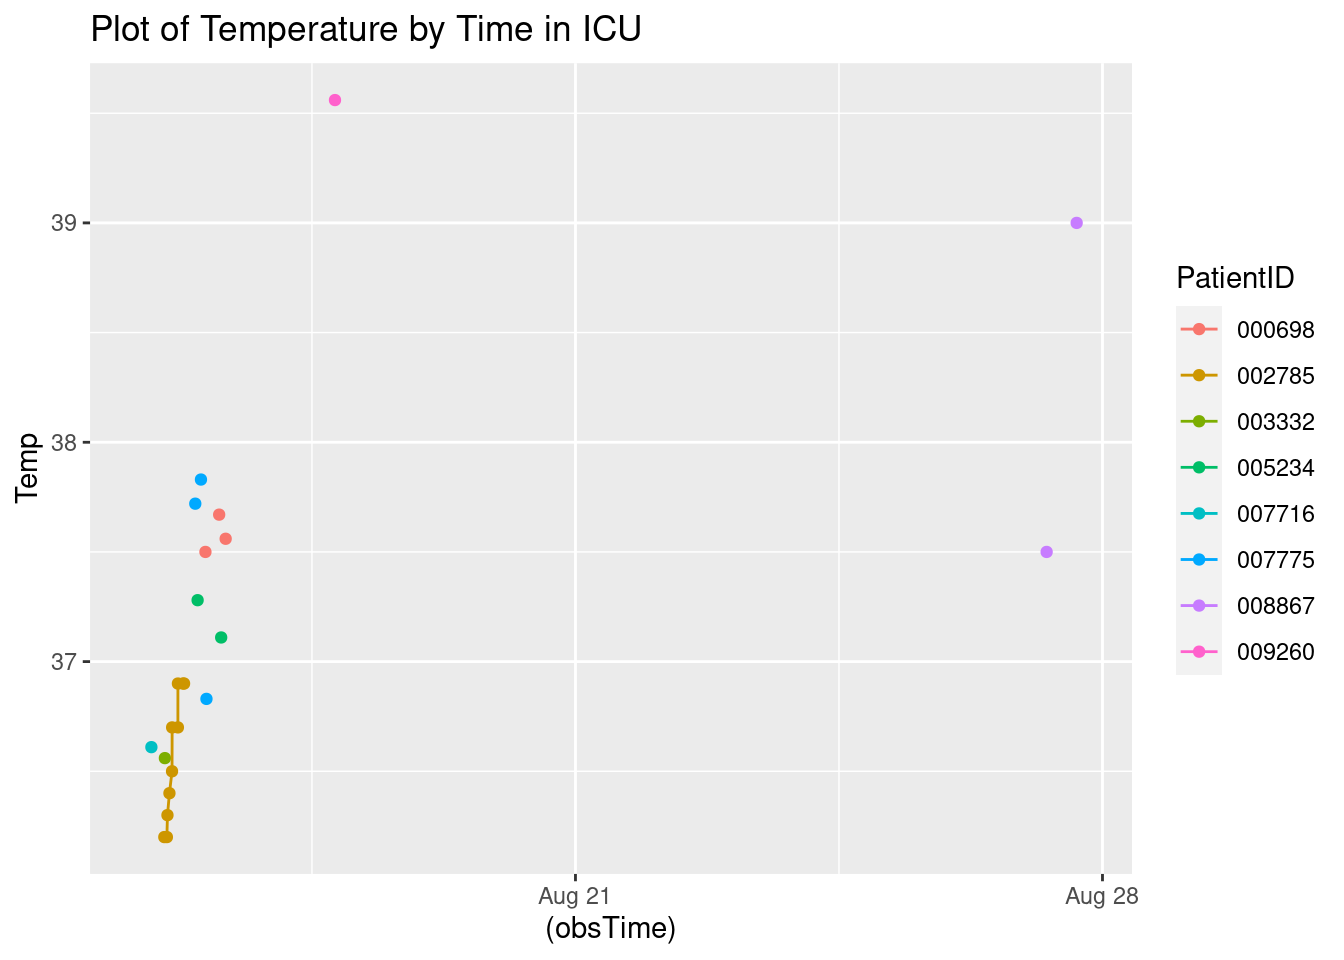 Plot of Temperature by Time in ICU
39
38
37
Temp
Aug 21
Aug 28
(obsTime)
PatientID
000698
002785
003332
005234
007716
007775
008867
009260